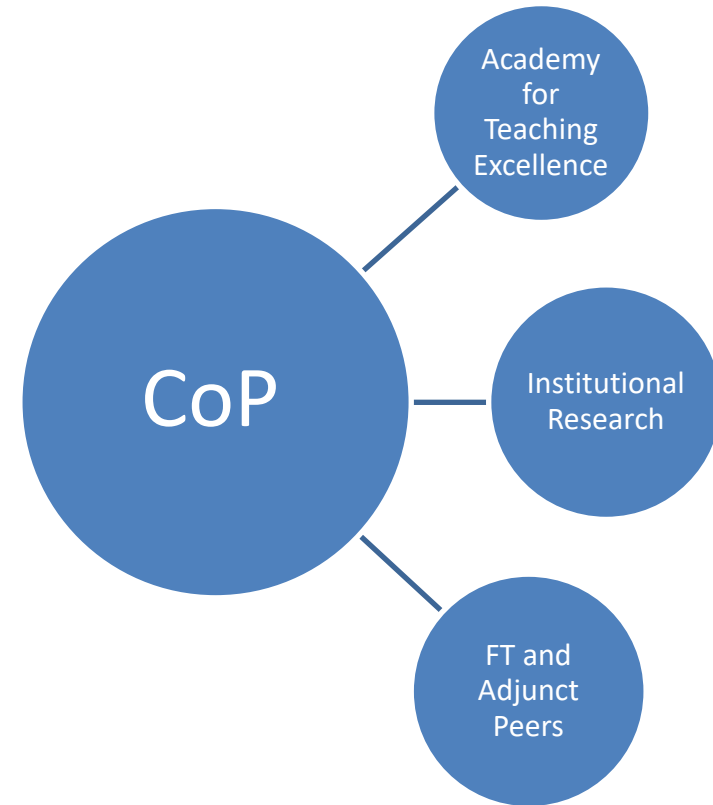 Academy
for
Teaching
Excellence
CoP
Institutional
Research
FT and
Adjunct
Peers